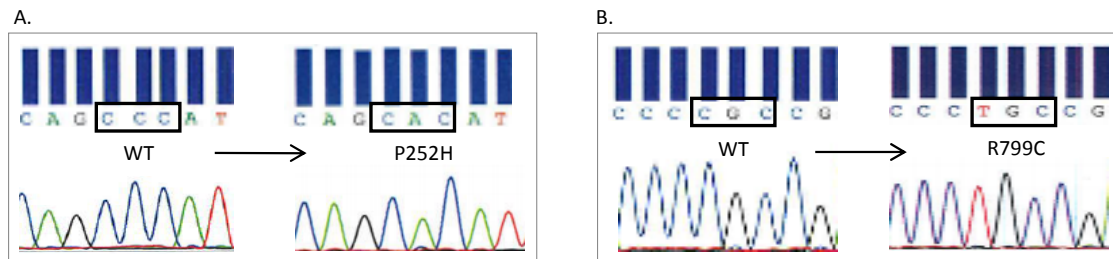 A.
C A G C C C A T
WT
C A G C A C A T
P252H
B.
C C C C G C C G
WT
C C C T G C C G
R799C